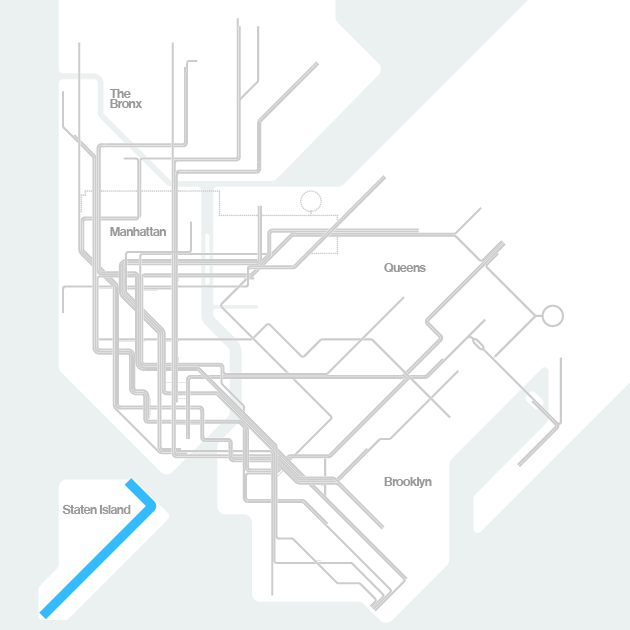 The
Bronx
Manhattan
Queens
Brooklyn
Staten Island